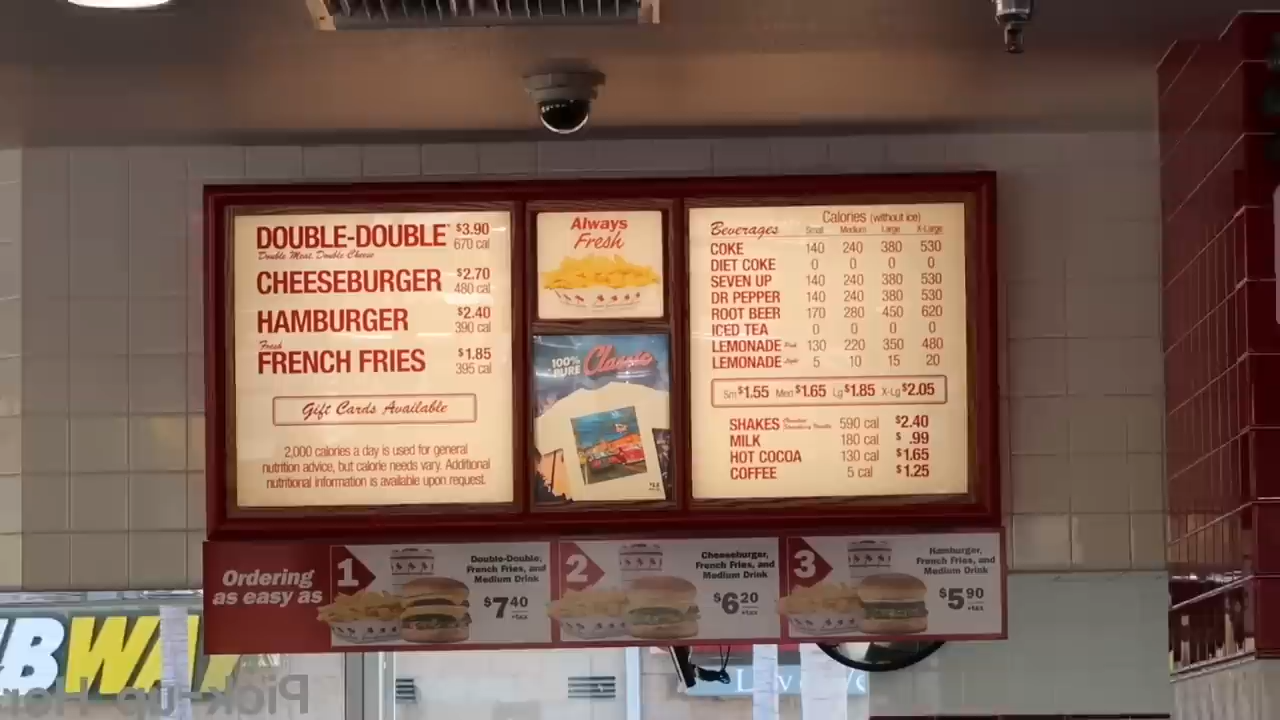 DOUBLE-DOUBLE $3.90
Double Meat Double Cheese 670 cal
CHEESEBURGER $2.70
480 cal
HAMBURGER $2.40
390 cal
Fresh
FRENCH FRIES $1.85
395 cal
Gift Cards Available
2,000 calories a day is used for general
nutrition advice, but calorie needs vary. Additional
nutritional information is available upon request.
Always
Fresh
100% PURE Classic
Calories (without ice)
Beverages Small Medium Large X-Large
COKE 140 240 380 530
DIET COKE 0 0 0 0
SEVEN UP 140 240 380 530
DR PEPPER 140 240 380 530
ROOT BEER 170 280 450 620
ICED TEA 0 0 0 0
LEMONADE Pink 130 220 350 480
LEMONADE Light 5 10 15 20
Sm $1.55 Med $1.65 Lg $1.85 X-Lg $2.05
SHAKES Chocolate Strawberry Vanilla 590 cal $2.40
MILK 180 cal $ .99
HOT COCOA 130 cal $1.65
COFFEE 5 cal $1.25
Ordering
as easy as
1
Double-Double,
French Fries, and
Medium Drink
$7.40
+tax
2
Cheeseburger,
French Fries, and
Medium Drink
$6.20
+tax
3
Hamburger,
French Fries, and
Medium Drink
$5.90
+tax
BWAY
Pick-up Her